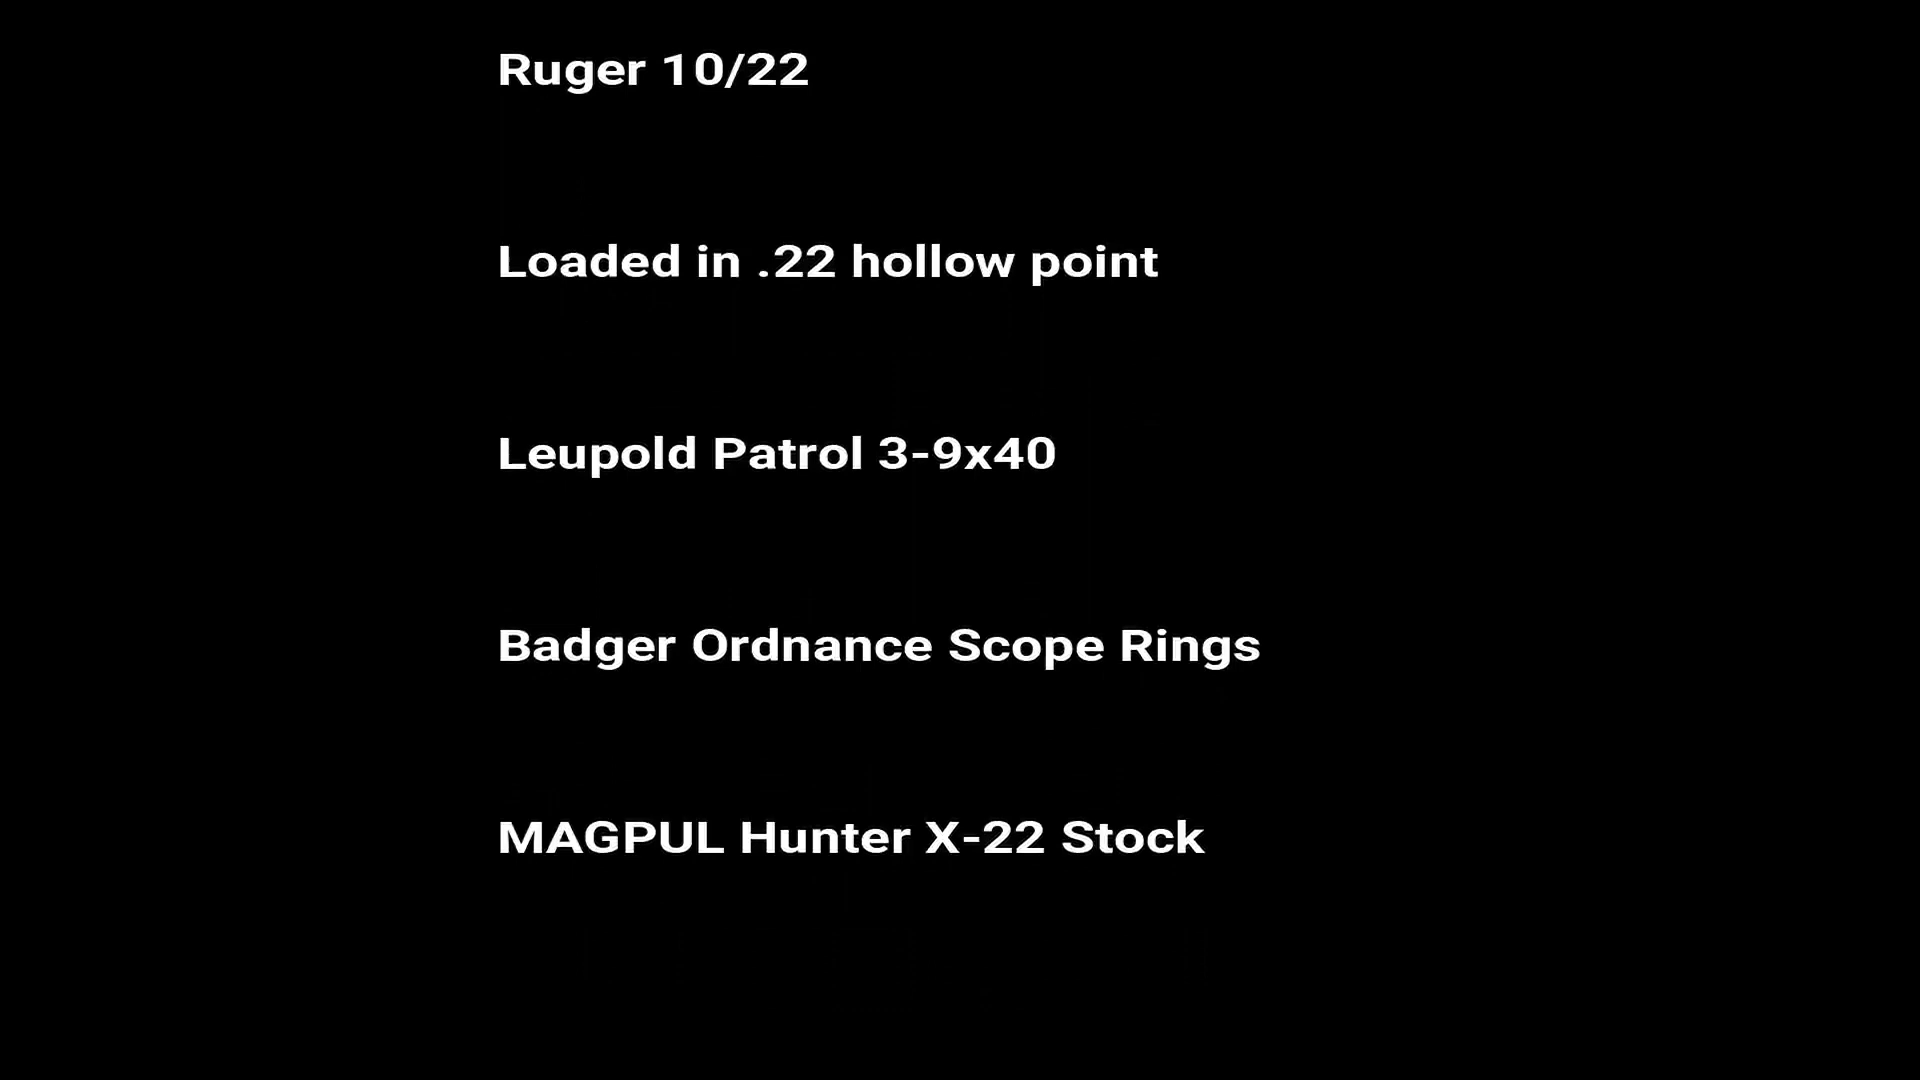 Ruger 10/22
Loaded in .22 hollow point
Leupold Patrol 3-9x40
Badger Ordnance Scope Rings
MAGPUL Hunter X-22 Stock